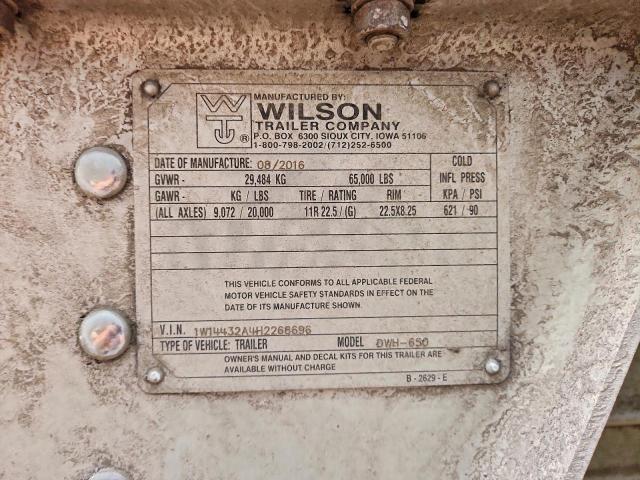 MANUFACTURED BY:
WILSON
TRAILER COMPANY
P.O. BOX 6300 SIOUX CITY, IOWA 51106
® 1-800-798-2002/(712)252-6500
DATE OF MANUFACTURE: 08/2016 COLD
GVWR - 29,484 KG 65,000 LBS INFL PRESS
GAWR - KG / LBS TIRE / RATING RIM KPA / PSI
(ALL AXLES) 9,072 / 20,000 11R 22.5 / (G) 22.5X8.25 621 / 90
THIS VEHICLE CONFORMS TO ALL APPLICABLE FEDERAL
MOTOR VEHICLE SAFETY STANDARDS IN EFFECT ON THE
DATE OF ITS MANUFACTURE SHOWN.
V.I.N. 1W14432A4H2266696
TYPE OF VEHICLE: TRAILER MODEL DWH-650
OWNER'S MANUAL AND DECAL KITS FOR THIS TRAILER ARE
AVAILABLE WITHOUT CHARGE
B - 2629 - E